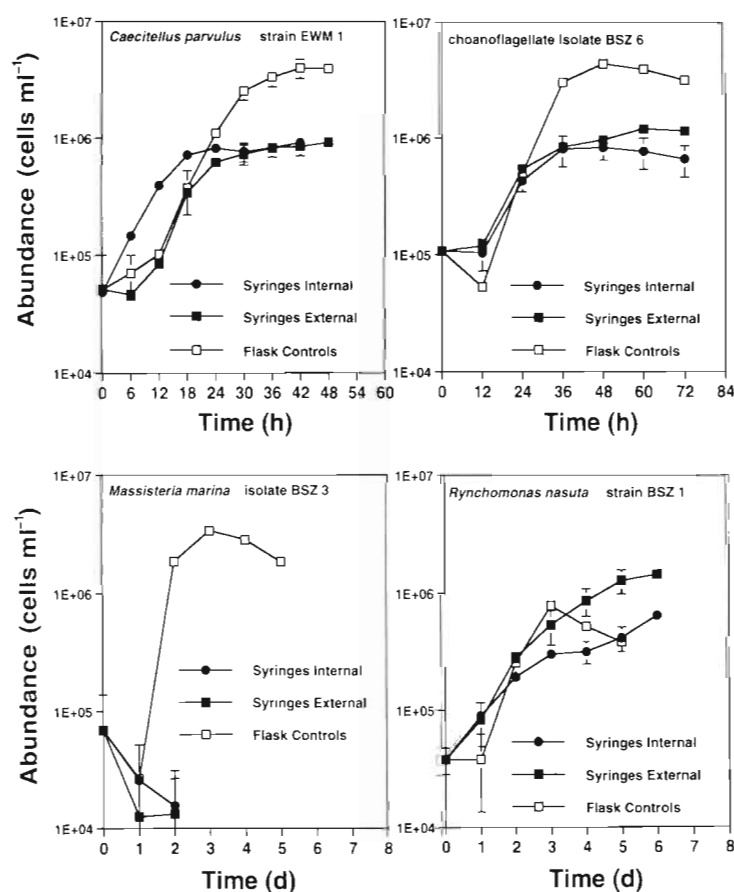 Caecitellus parvulus strain EWM 1
1E+07
1E+06
1E+05
1E+04
Abundance (cells ml⁻¹)
Syringes Internal
Syringes External
Flask Controls
0 6 12 18 24 30 36 42 48 54 60
Time (h)
choanoflagellate Isolate BSZ 6
1E+07
1E+06
1E+05
1E+04
Syringes Internal
Syringes External
Flask Controls
0 12 24 36 48 60 72 84
Time (h)
Massisteria marina isolate BSZ 3
1E+07
1E+06
1E+05
1E+04
Abundance (cells ml⁻¹)
Syringes Internal
Syringes External
Flask Controls
0 1 2 3 4 5 6 7 8
Time (d)
Rynchomonas nasuta strain BSZ 1
1E+07
1E+06
1E+05
1E+04
Syringes Internal
Syringes External
Flask Controls
0 1 2 3 4 5 6 7 8
Time (d)